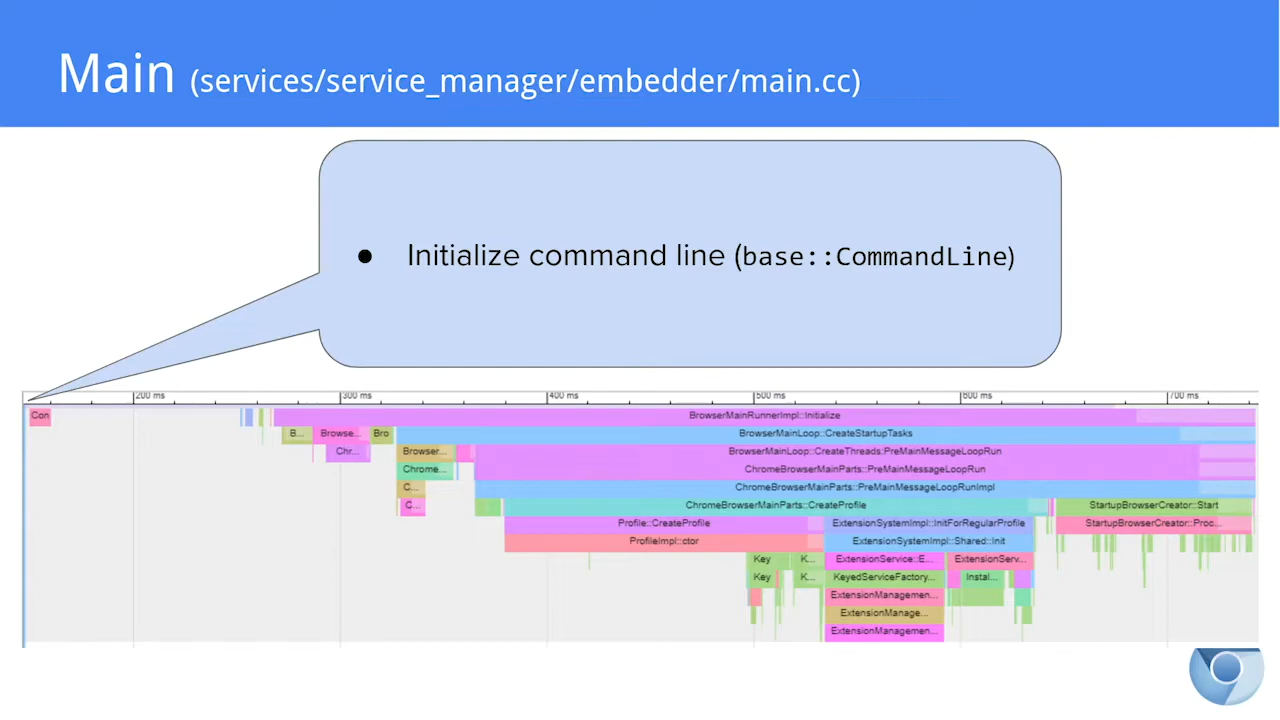 Main (services/service_manager/embedder/main.cc)
● Initialize command line (base::CommandLine)
200 ms 300 ms 400 ms 500 ms 600 ms 700 ms
Con BrowserMainRunnerImpl::Initialize
B... Browse... Bro BrowserMainLoop::CreateStartupTasks
Chr... Browser... BrowserMainLoop::CreateThreads:PreMainMessageLoopRun
Chrome... ChromeBrowserMainParts::PreMainMessageLoopRun
C... ChromeBrowserMainParts::PreMainMessageLoopRunImpl
C... ChromeBrowserMainParts::CreateProfile StartupBrowserCreator::Start
Profile::CreateProfile ExtensionSystemImpl::InitForRegularProfile StartupBrowserCreator::Proc...
ProfileImpl::ctor ExtensionSystemImpl::Shared::Init
Key K... ExtensionService::E... ExtensionServ...
Key K... KeyedServiceFactory... Instal...
ExtensionManagemen...
ExtensionManage...
ExtensionManagemen...